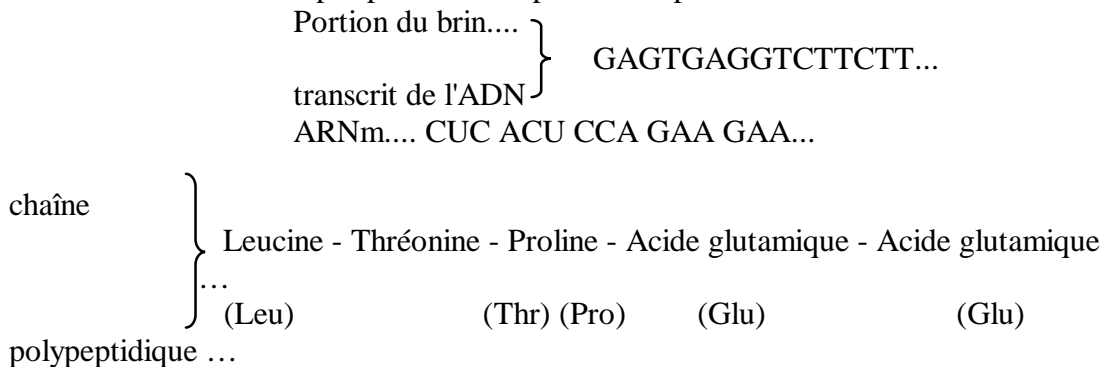 Portion du brin....
GAGTGAGGTCTTCTT...
transcrit de l'ADN
ARNm.... CUC ACU CCA GAA GAA...
chaîne
Leucine - Thréonine - Proline - Acide glutamique - Acide glutamique
…
(Leu) (Thr) (Pro) (Glu) (Glu)
polypeptidique …